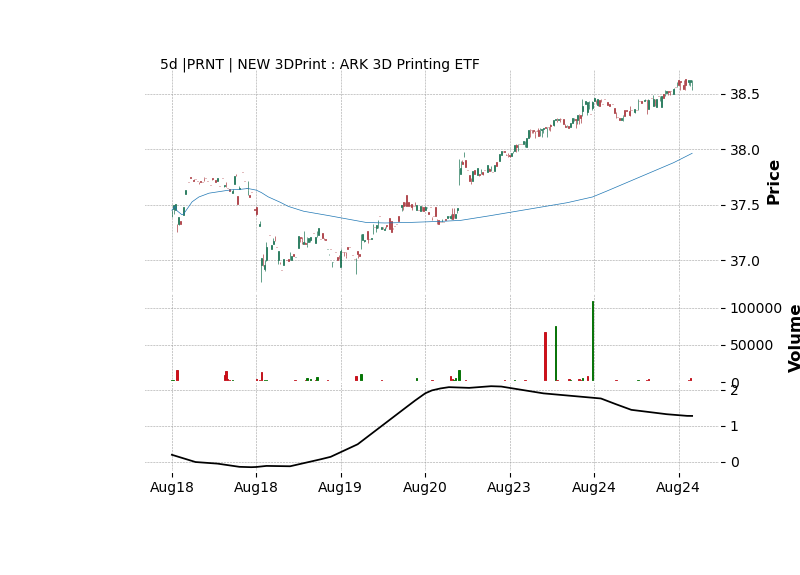 5d |PRNT | NEW 3DPrint : ARK 3D Printing ETF
38.5
38.0
37.5
37.0
Price
100000
50000
0
Volume
2
1
0
Aug18 Aug18 Aug19 Aug20 Aug23 Aug24 Aug24